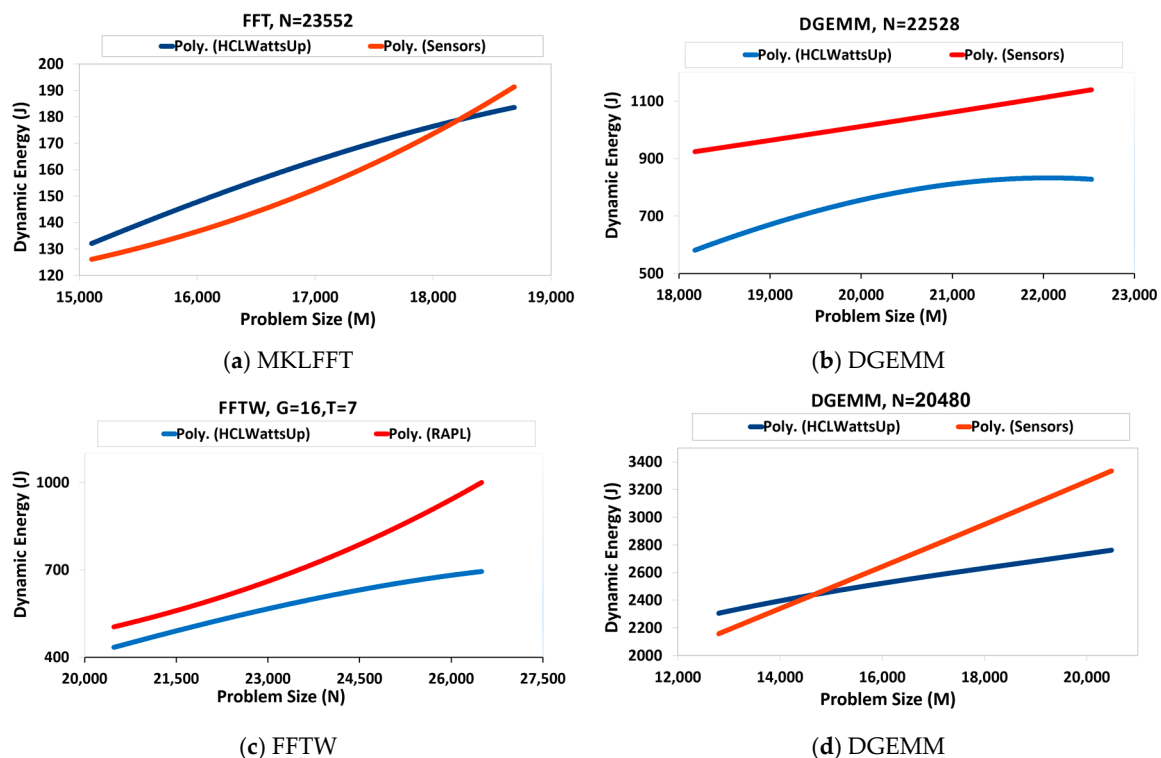 FFT, N=23552
Poly. (HCLWattsUp) Poly. (Sensors)
Dynamic Energy (J)
200
190
180
170
160
150
140
130
120
15,000 16,000 17,000 18,000 19,000
Problem Size (M)
(a) MKLFFT
DGEMM, N=22528
Poly. (HCLWattsUp) Poly. (Sensors)
Dynamic Energy (J)
1100
900
700
500
18,000 19,000 20,000 21,000 22,000 23,000
Problem Size (M)
(b) DGEMM
FFTW, G=16,T=7
Poly. (HCLWattsUp) Poly. (RAPL)
Dynamic Energy (J)
1000
700
400
20,000 21,500 23,000 24,500 26,000 27,500
Problem Size (N)
(c) FFTW
DGEMM, N=20480
Poly. (HCLWattsUp) Poly. (Sensors)
Dynamic Energy (J)
3400
3200
3000
2800
2600
2400
2200
2000
12,000 14,000 16,000 18,000 20,000
Problem Size (M)
(d) DGEMM